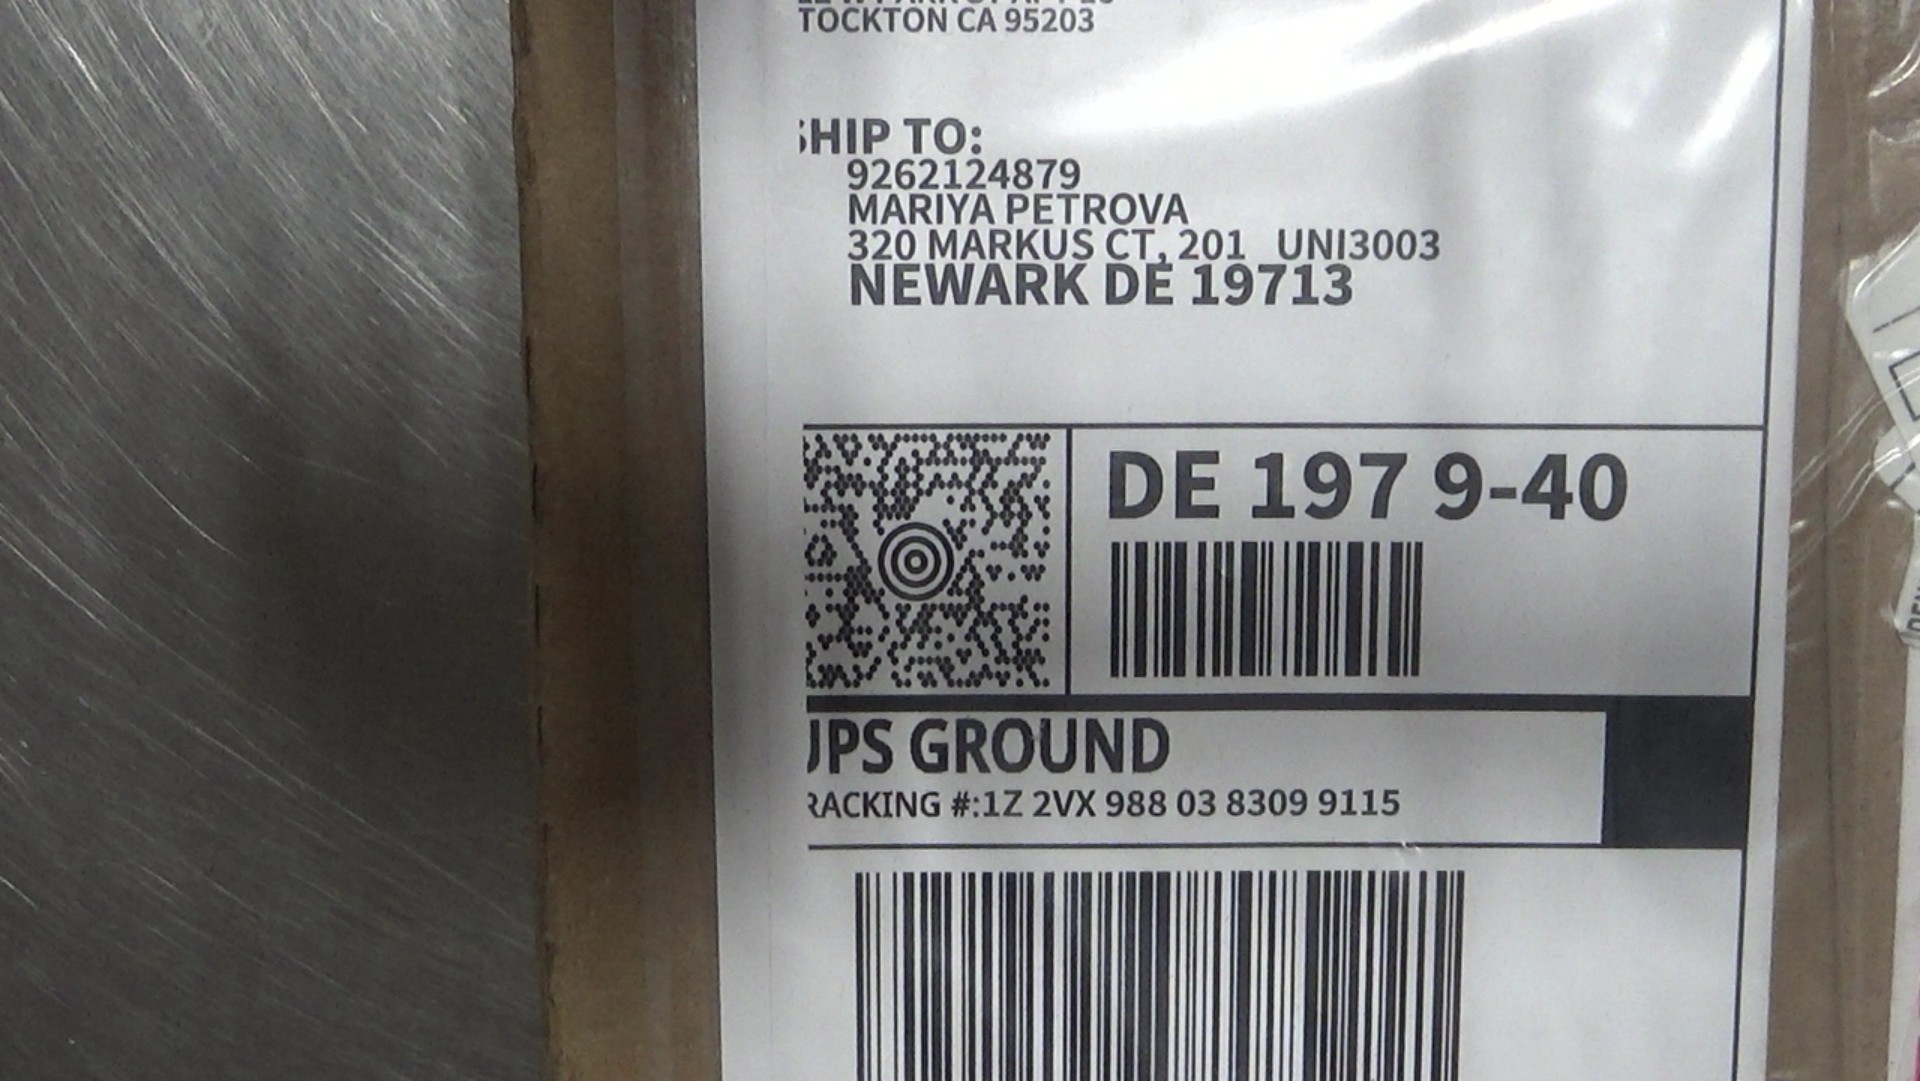 TOCKTON CA 95203
SHIP TO:
9262124879
MARIYA PETROVA
320 MARKUS CT, 201 UNI3003
NEWARK DE 19713
DE 197 9-40
UPS GROUND
RACKING #:1Z 2VX 988 03 8309 9115